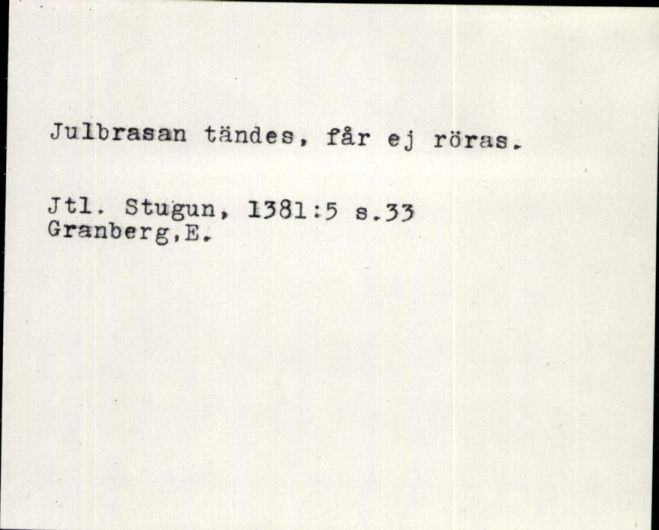 Julbrasan tändes, får ej röras.
Jtl. Stugun, 1381:5 s.33
Granberg,E.